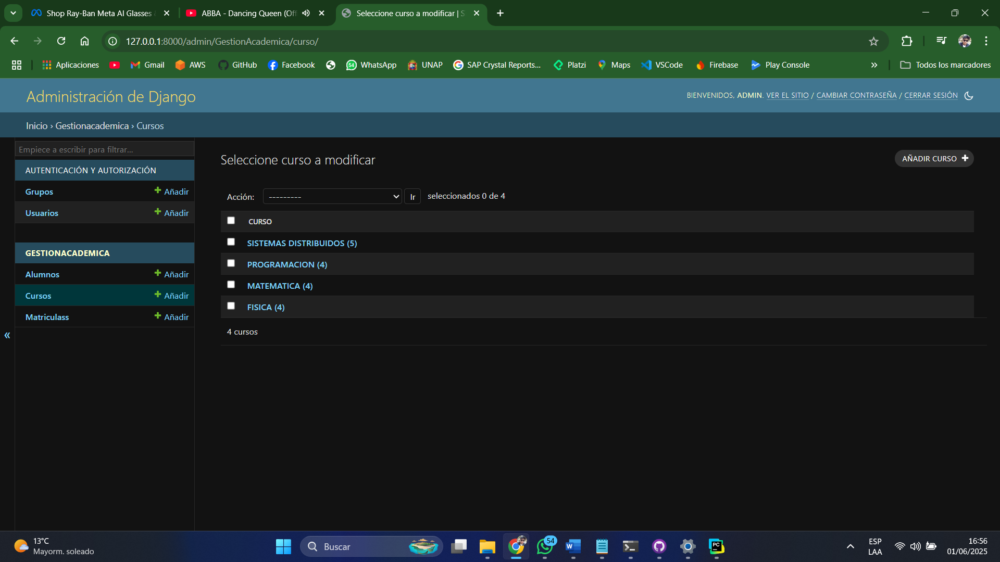 Shop Ray-Ban Meta AI Glasses
ABBA - Dancing Queen (Off
Seleccione curso a modificar | S
127.0.0.1:8000/admin/GestionAcademica/curso/
Aplicaciones
Gmail
AWS
GitHub
Facebook
54
WhatsApp
UNAP
SAP Crystal Reports...
Platzi
Maps
VSCode
Firebase
Play Console
»
Todos los marcadores
Administración de Django
BIENVENIDOS, ADMIN. VER EL SITIO / CAMBIAR CONTRASEÑA / CERRAR SESIÓN
Inicio › Gestionacademica › Cursos
Empiece a escribir para filtrar...
AUTENTICACIÓN Y AUTORIZACIÓN
Grupos
Añadir
Usuarios
Añadir
GESTIONACADEMICA
Alumnos
Añadir
Cursos
Añadir
Matriculass
Añadir
«
Seleccione curso a modificar
AÑADIR CURSO
Acción:
---------
Ir
seleccionados 0 de 4
CURSO
SISTEMAS DISTRIBUIDOS (5)
PROGRAMACION (4)
MATEMATICA (4)
FISICA (4)
4 cursos
13°C
Mayorm. soleado
Buscar
54
W
PC
ESP
LAA
16:56
01/06/2025